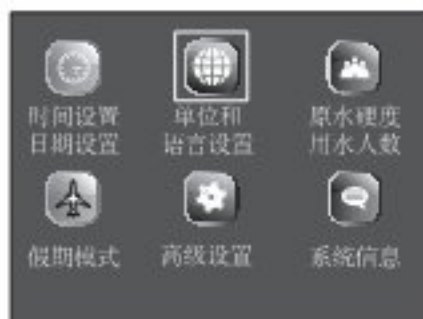 时间设置
日期设置
单位和
语言设置
原水硬度
用水人数
假期模式
高级设置
系统信息